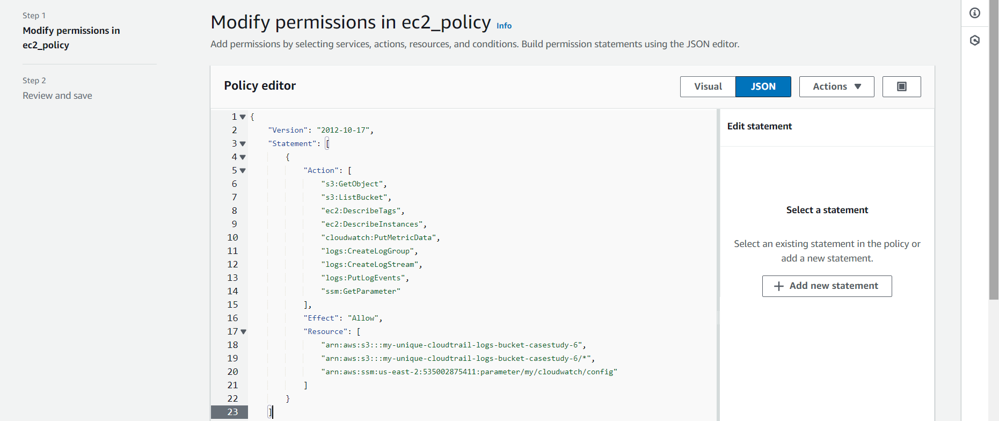 Step 1
Modify permissions in
ec2_policy
Step 2
Review and save
Modify permissions in ec2_policy Info
Add permissions by selecting services, actions, resources, and conditions. Build permission statements using the JSON editor.
Policy editor
Visual JSON Actions
1 {
2 "Version": "2012-10-17",
3 "Statement": [
4 {
5 "Action": [
6 "s3:GetObject",
7 "s3:ListBucket",
8 "ec2:DescribeTags",
9 "ec2:DescribeInstances",
10 "cloudwatch:PutMetricData",
11 "logs:CreateLogGroup",
12 "logs:CreateLogStream",
13 "logs:PutLogEvents",
14 "ssm:GetParameter"
15 ],
16 "Effect": "Allow",
17 "Resource": [
18 "arn:aws:s3:::my-unique-cloudtrail-logs-bucket-casestudy-6",
19 "arn:aws:s3:::my-unique-cloudtrail-logs-bucket-casestudy-6/*",
20 "arn:aws:ssm:us-east-2:535002875411:parameter/my/cloudwatch/config"
21 ]
22 }
23 ]
Edit statement
Select a statement
Select an existing statement in the policy or
add a new statement.
+ Add new statement